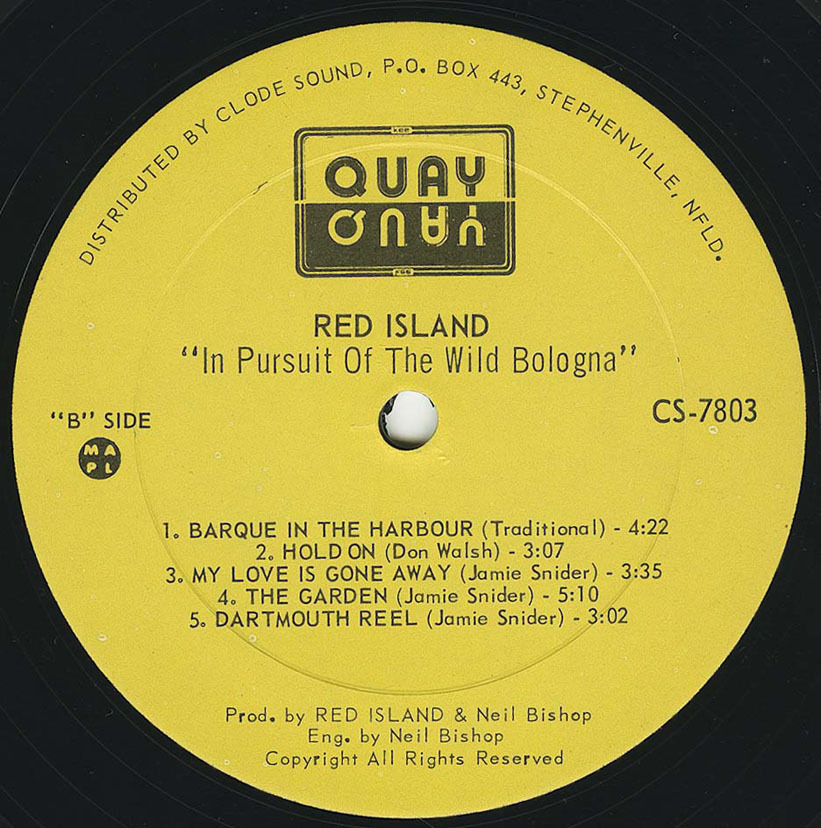 DISTRIBUTED BY CLODE SOUND, P.O. BOX 443, STEPHENVILLE, NFLD.
kee
QUAY
QUAY
kee
RED ISLAND
“In Pursuit Of The Wild Bologna”
“B” SIDE
CS-7803
M A
P L
1. BARQUE IN THE HARBOUR (Traditional) - 4:22
2. HOLD ON (Don Walsh) - 3:07
3. MY LOVE IS GONE AWAY (Jamie Snider) - 3:35
4. THE GARDEN (Jamie Snider) - 5:10
5. DARTMOUTH REEL (Jamie Snider) - 3:02
Prod. by RED ISLAND & Neil Bishop
Eng. by Neil Bishop
Copyright All Rights Reserved